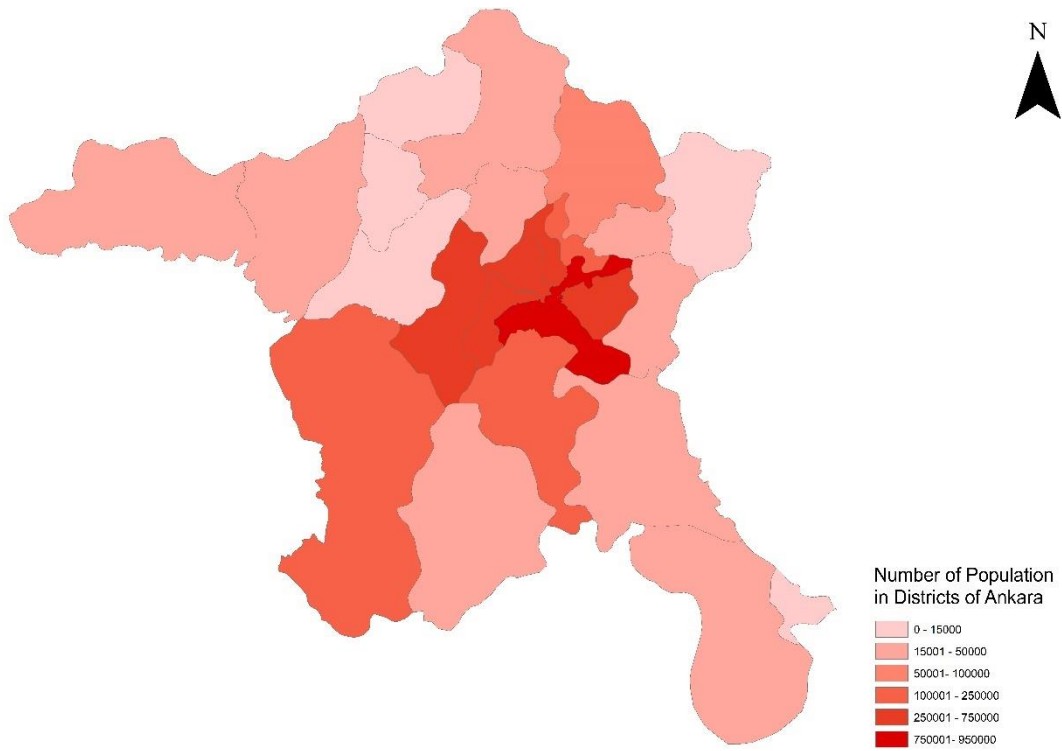 N
Number of Population
in Districts of Ankara
0 - 15000
15001 - 50000
50001- 100000
100001 - 250000
250001 - 750000
750001- 950000